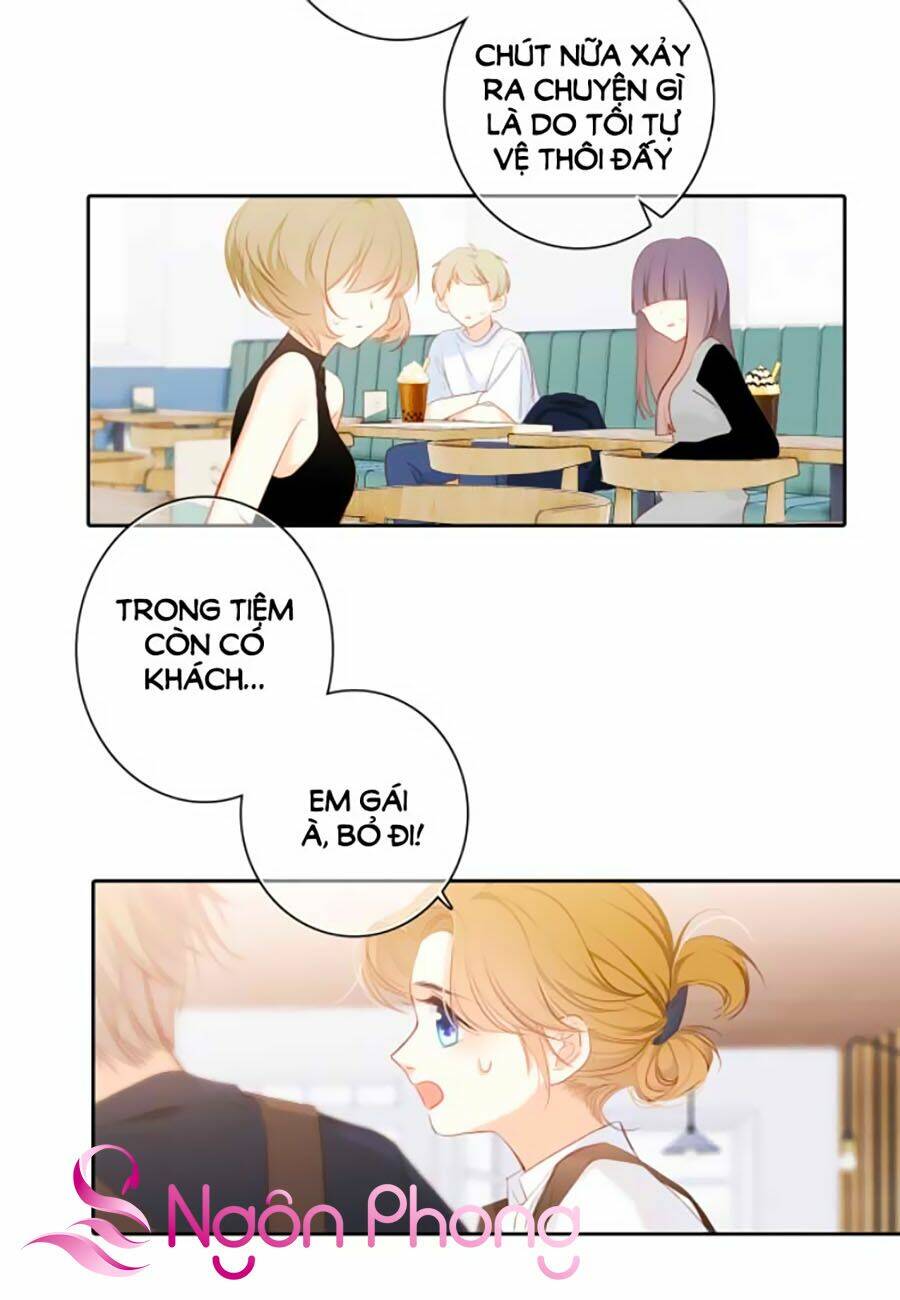 CHÚT NỮA XẢY
RA CHUYỆN GÌ
LÀ DO TÔI TỰ
VỆ THÔI ĐẤY
TRONG TIỆM
CÒN CÓ
KHÁCH...
EM GÁI
À, BỎ ĐI!
Ngôn Phong